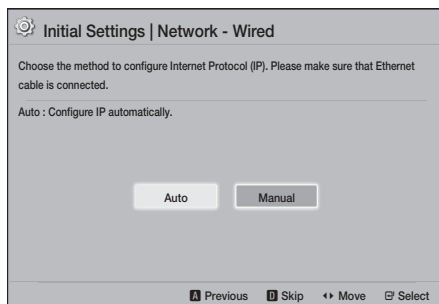 Initial Settings | Network - Wired
Choose the method to configure Internet Protocol (IP). Please make sure that Ethernet
cable is connected.
Auto : Configure IP automatically.
Auto Manual
A Previous D Skip Move Select